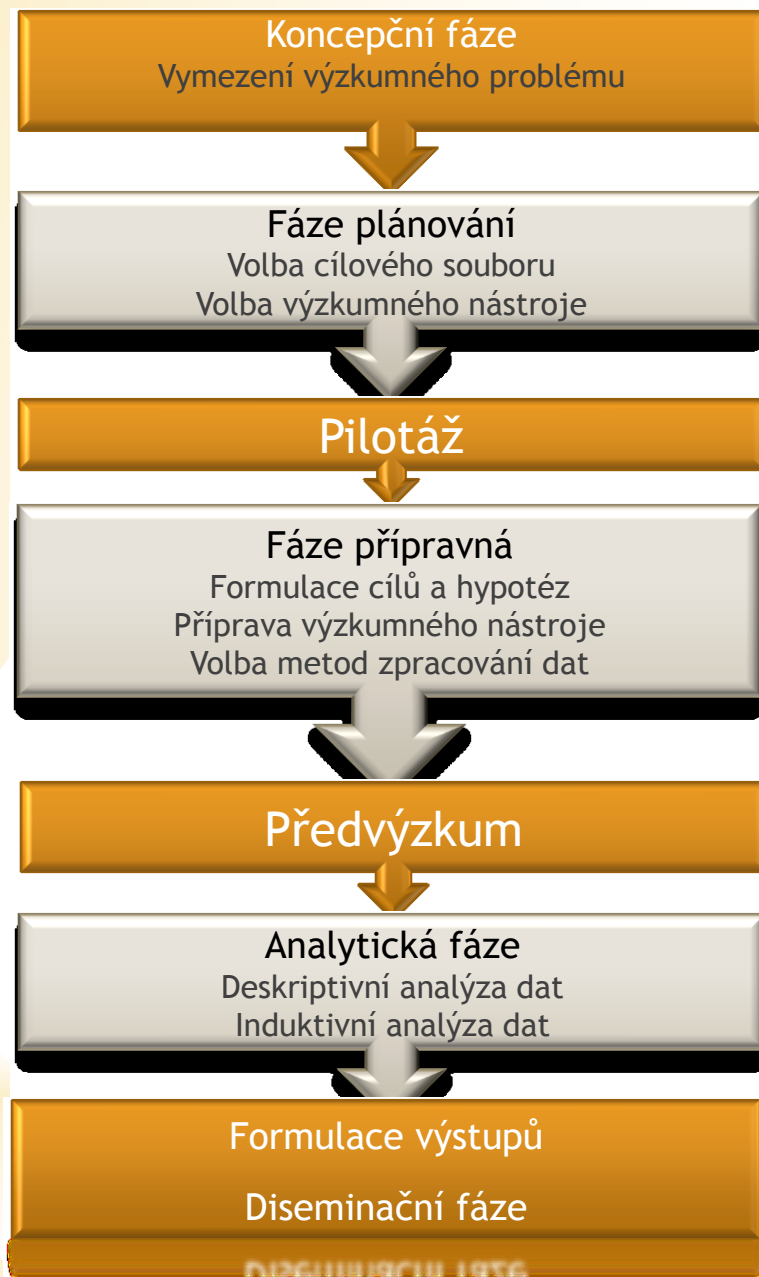 Koncepční fáze
Vymezení výzkumného problému
Fáze plánování
Volba cílového souboru
Volba výzkumného nástroje
Pilotáž
Fáze přípravná
Formulace cílů a hypotéz
Příprava výzkumného nástroje
Volba metod zpracování dat
Předvýzkum
Analytická fáze
Deskriptivní analýza dat
Induktivní analýza dat
Formulace výstupů
Diseminační fáze